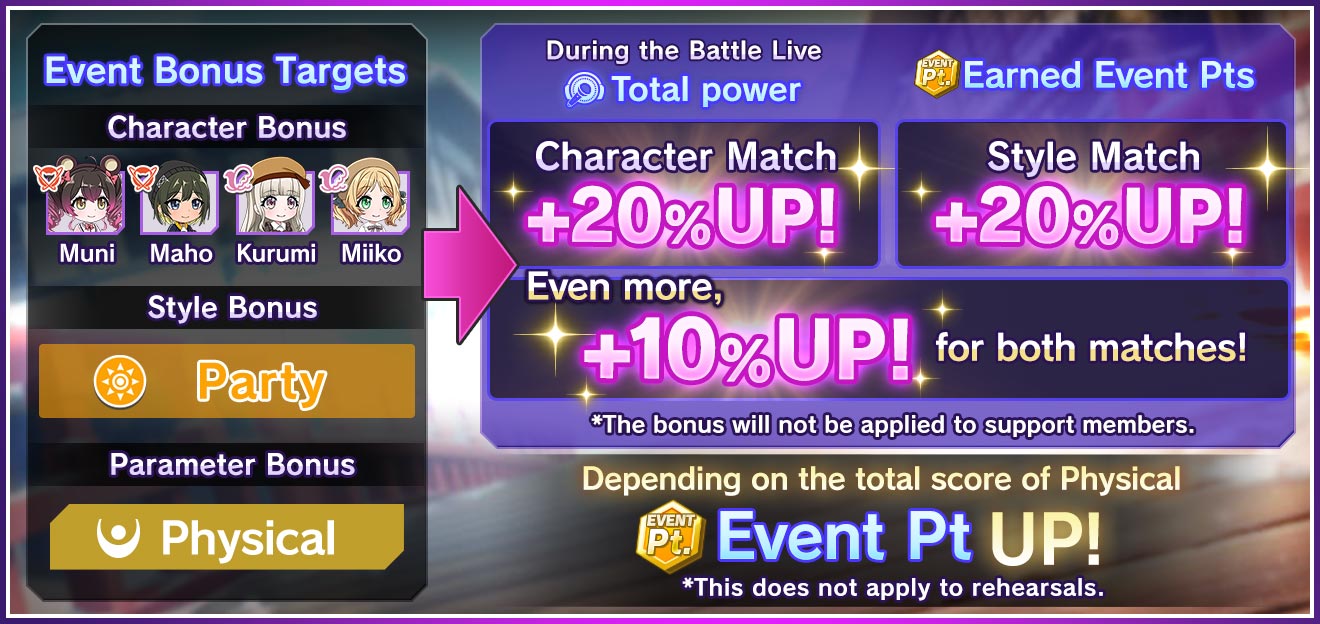 Event Bonus Targets
Character Bonus
Muni
Maho
Kurumi
Miiko
Style Bonus
Party
Parameter Bonus
Physical
During the Battle Live
Total power
EVENT
Pt.
Earned Event Pts
Character Match
+20%UP!
Style Match
+20%UP!
Even more,
+10%UP! for both matches!
*The bonus will not be applied to support members.
Depending on the total score of Physical
EVENT
Pt.
Event Pt UP!
*This does not apply to rehearsals.